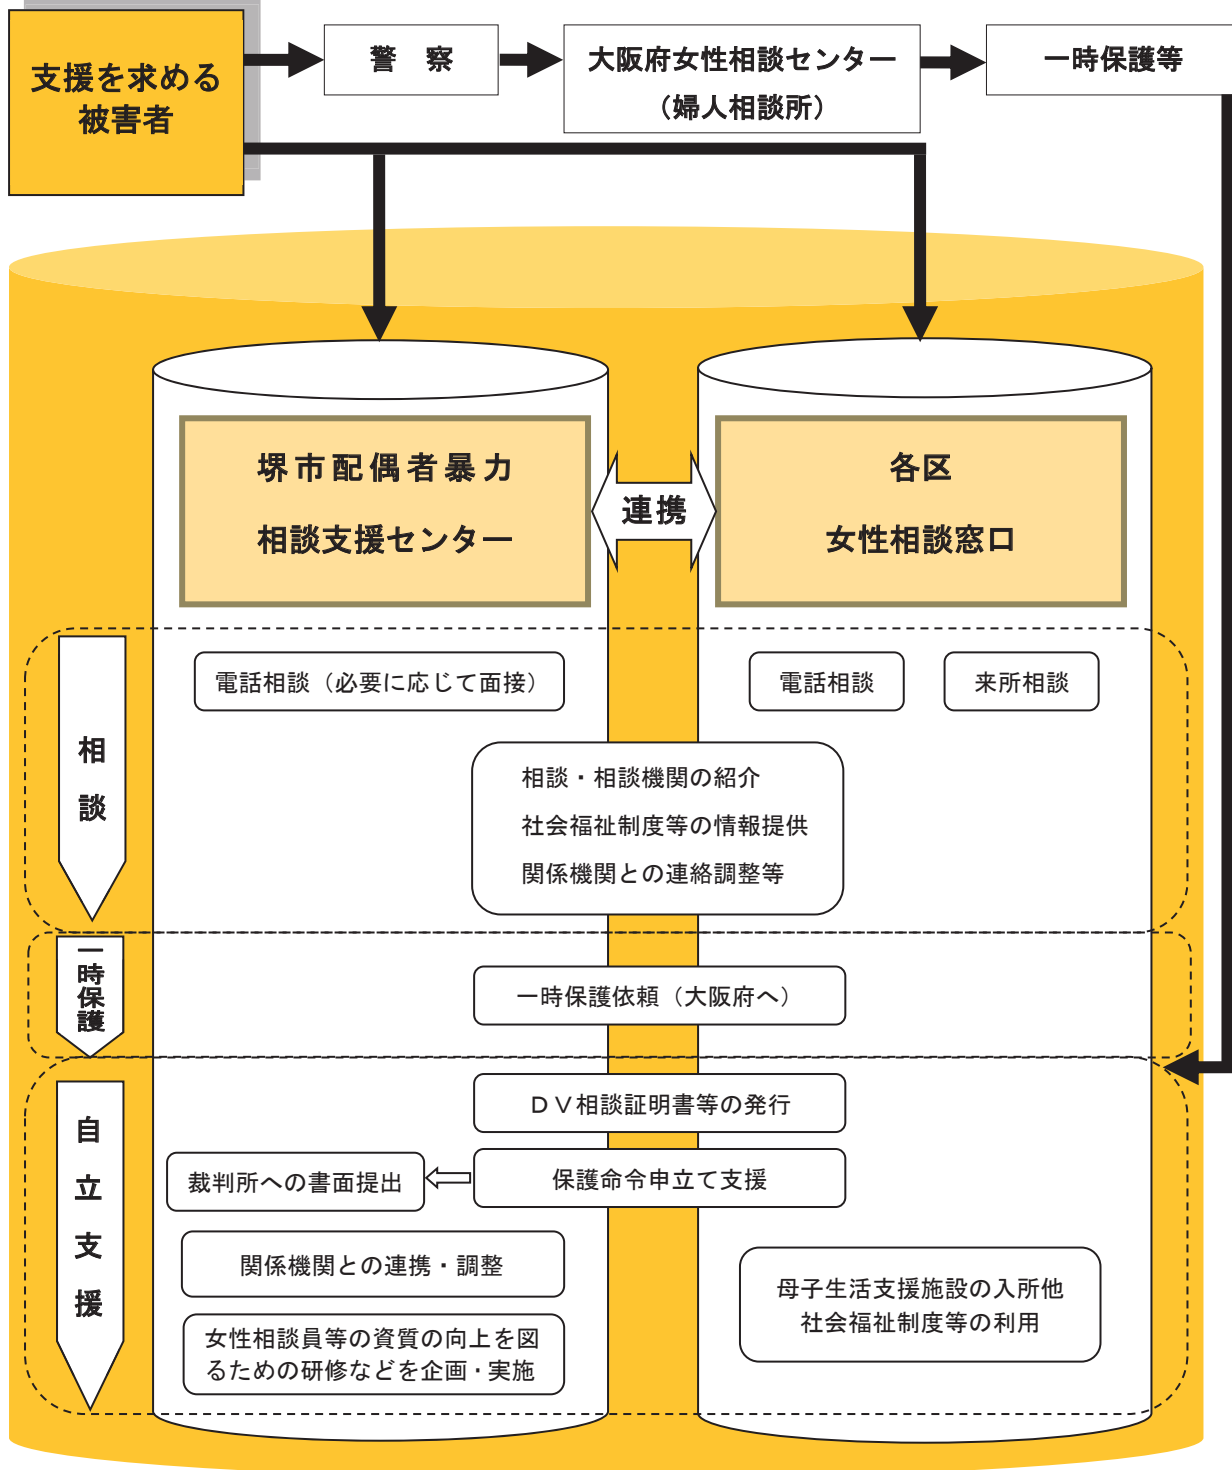 支援を求める
被害者
警　察
大阪府女性相談センター
（婦人相談所）
一時保護等
堺市配偶者暴力
相談支援センター
連携
各区
女性相談窓口
相談
電話相談（必要に応じて面接）
電話相談
来所相談
相談・相談機関の紹介
社会福祉制度等の情報提供
関係機関との連絡調整等
一時保護
一時保護依頼（大阪府へ）
自立支援
ＤＶ相談証明書等の発行
裁判所への書面提出
保護命令申立て支援
関係機関との連携・調整
母子生活支援施設の入所他
社会福祉制度等の利用
女性相談員等の資質の向上を図
るための研修などを企画・実施